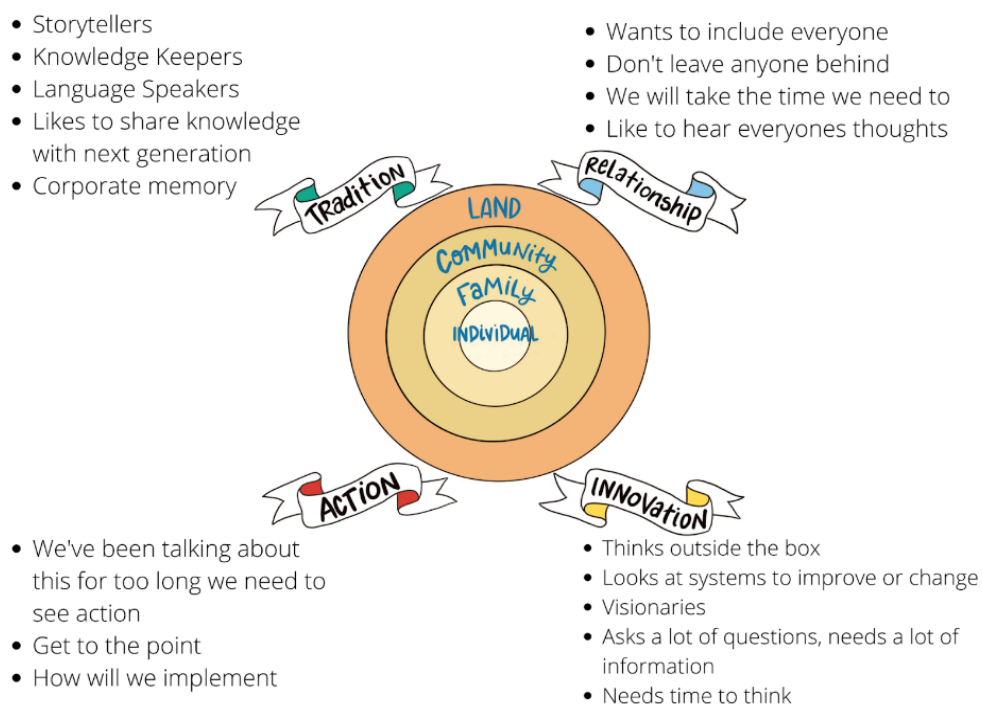 • Storytellers
• Knowledge Keepers
• Language Speakers
• Likes to share knowledge
with next generation
• Corporate memory
• Wants to include everyone
• Don't leave anyone behind
• We will take the time we need to
• Like to hear everyones thoughts
TRaditioN
RelatioNship
LAND
COMMUNity
FaMiLy
INDiViDUAL
ACTiON
INNOVatiON
• We've been talking about
this for too long we need to
see action
• Get to the point
• How will we implement
• Thinks outside the box
• Looks at systems to improve or change
• Visionaries
• Asks a lot of questions, needs a lot of
information
• Needs time to think